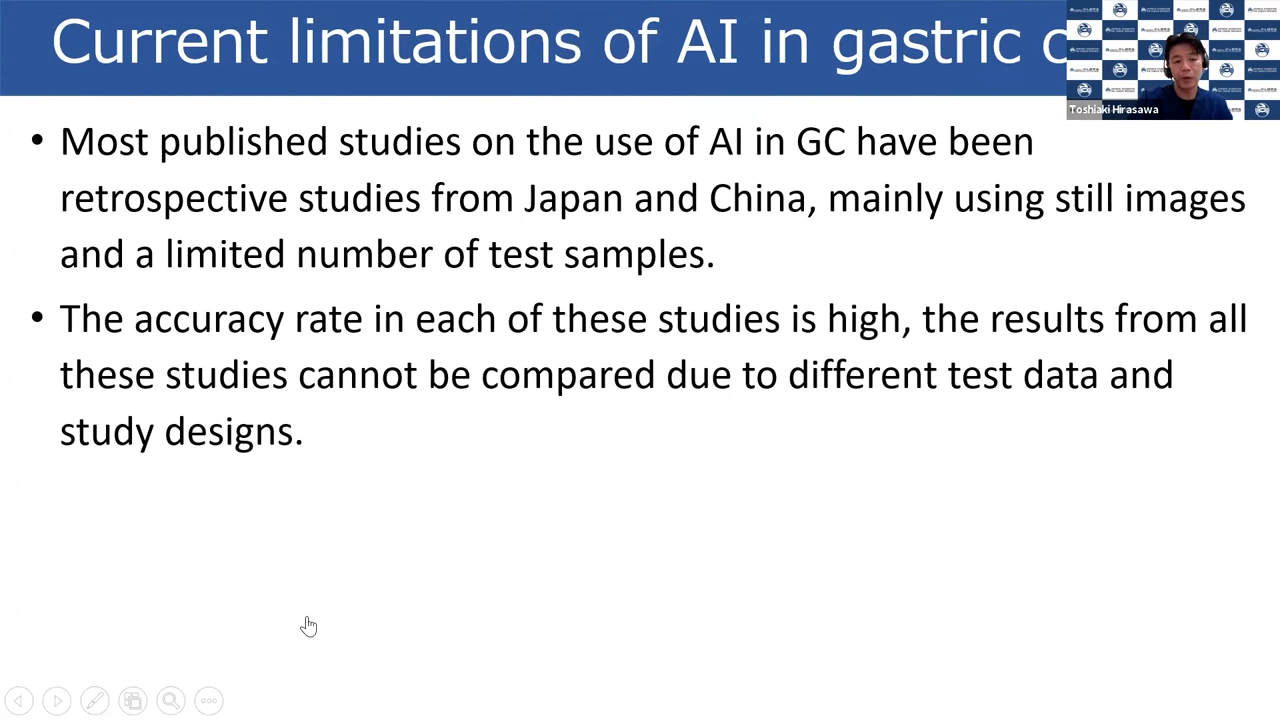 Current limitations of AI in gastric c
Toshiaki Hirasawa
• Most published studies on the use of AI in GC have been
retrospective studies from Japan and China, mainly using still images
and a limited number of test samples.
• The accuracy rate in each of these studies is high, the results from all
these studies cannot be compared due to different test data and
study designs.